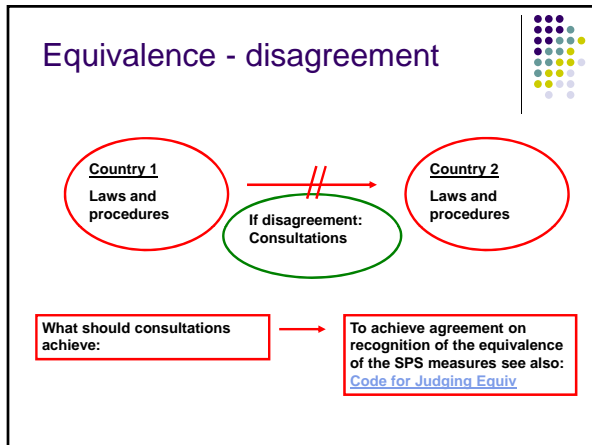 Equivalence - disagreement
Country 1
Laws and
procedures
If disagreement:
Consultations
Country 2
Laws and
procedures
What should consultations
achieve:
To achieve agreement on
recognition of the equivalence
of the SPS measures see also:
Code for Judging Equiv